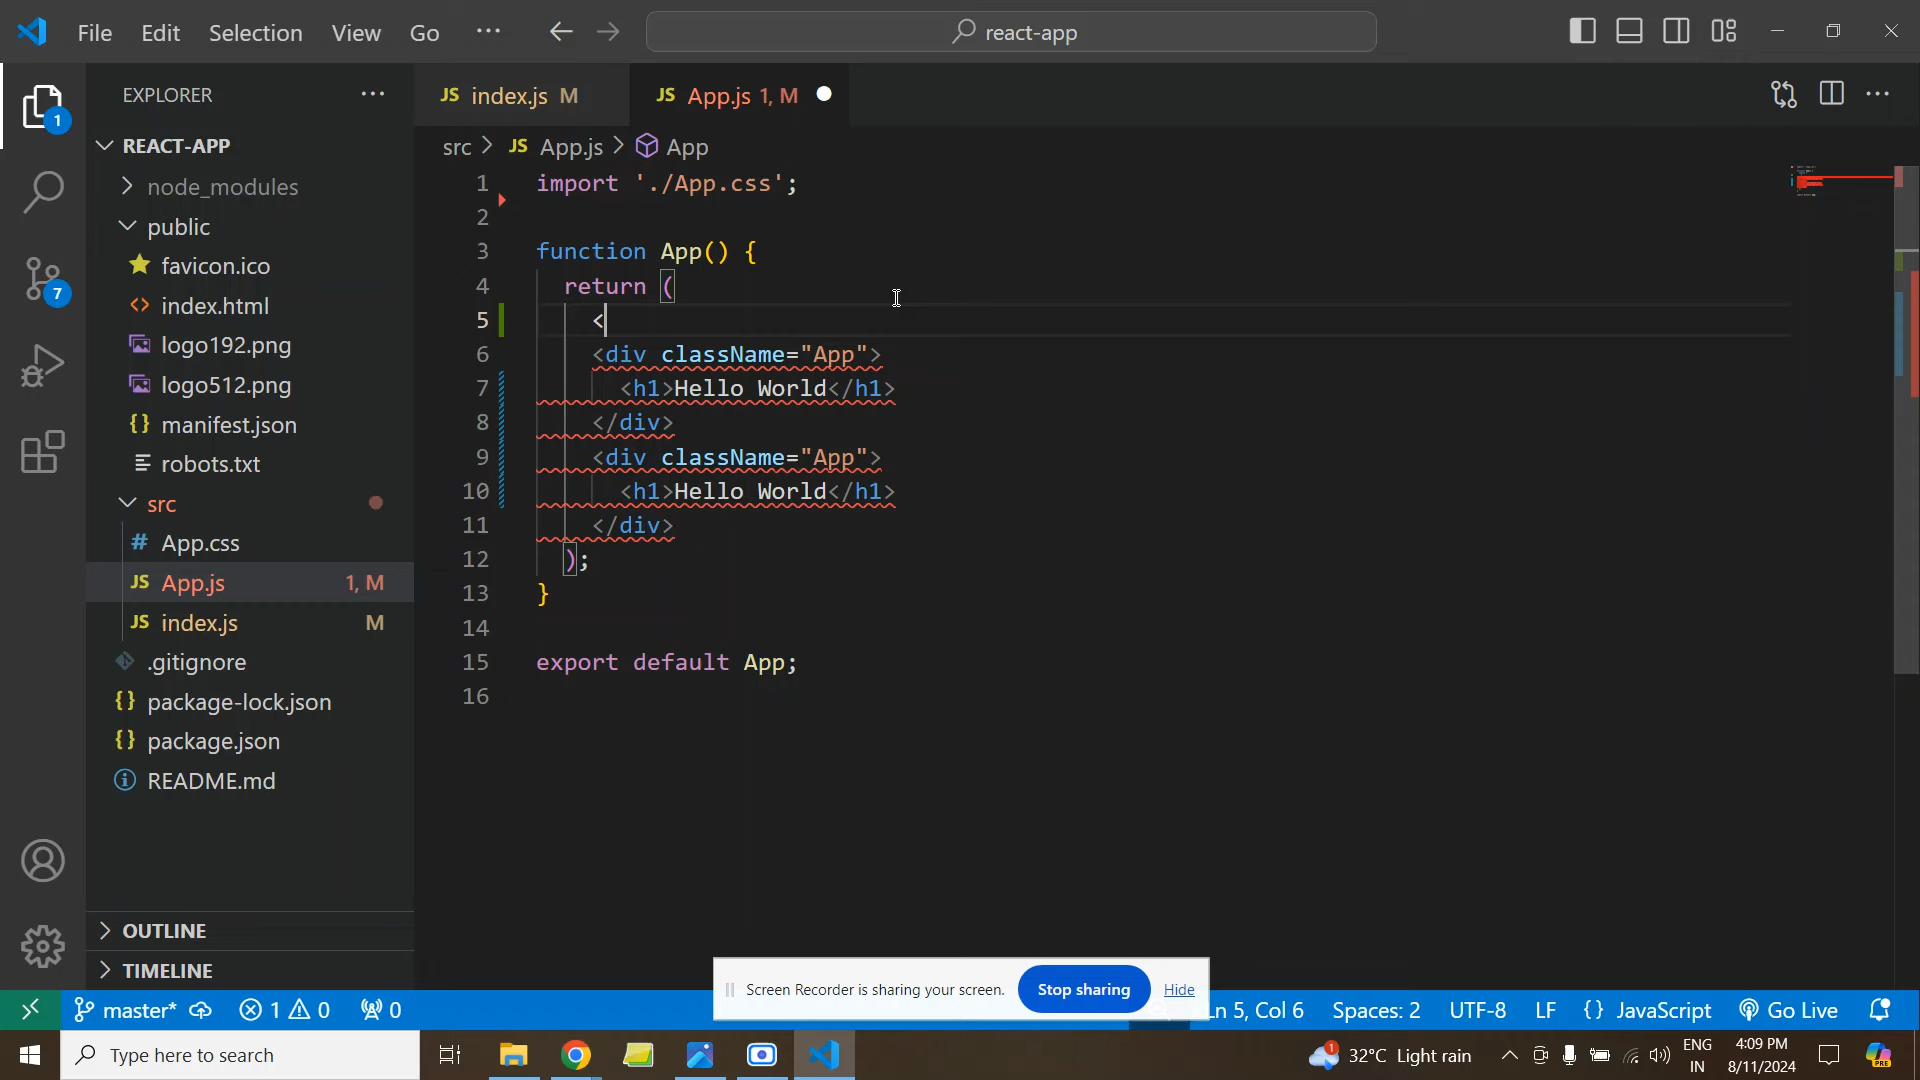 File Edit Selection View Go ··· react-app
EXPLORER ···
REACT-APP
node_modules
public
favicon.ico
index.html
logo192.png
logo512.png
manifest.json
robots.txt
src
App.css
App.js 1, M
index.js M
.gitignore
package-lock.json
package.json
README.md
OUTLINE
TIMELINE
1
7
JS index.js M JS App.js 1, M
src > JS App.js > App
1 import './App.css';
2
3 function App() {
4 return (
5 <
6 <div className="App">
7 <h1>Hello World</h1>
8 </div>
9 <div className="App">
10 <h1>Hello World</h1>
11 </div>
12 );
13 }
14
15 export default App;
16
Screen Recorder is sharing your screen. Stop sharing Hide
master* 1 0 0 Ln 5, Col 6 Spaces: 2 UTF-8 LF {} JavaScript Go Live
Type here to search 1 32°C Light rain ENG 4:09 PM
IN 8/11/2024 PRE